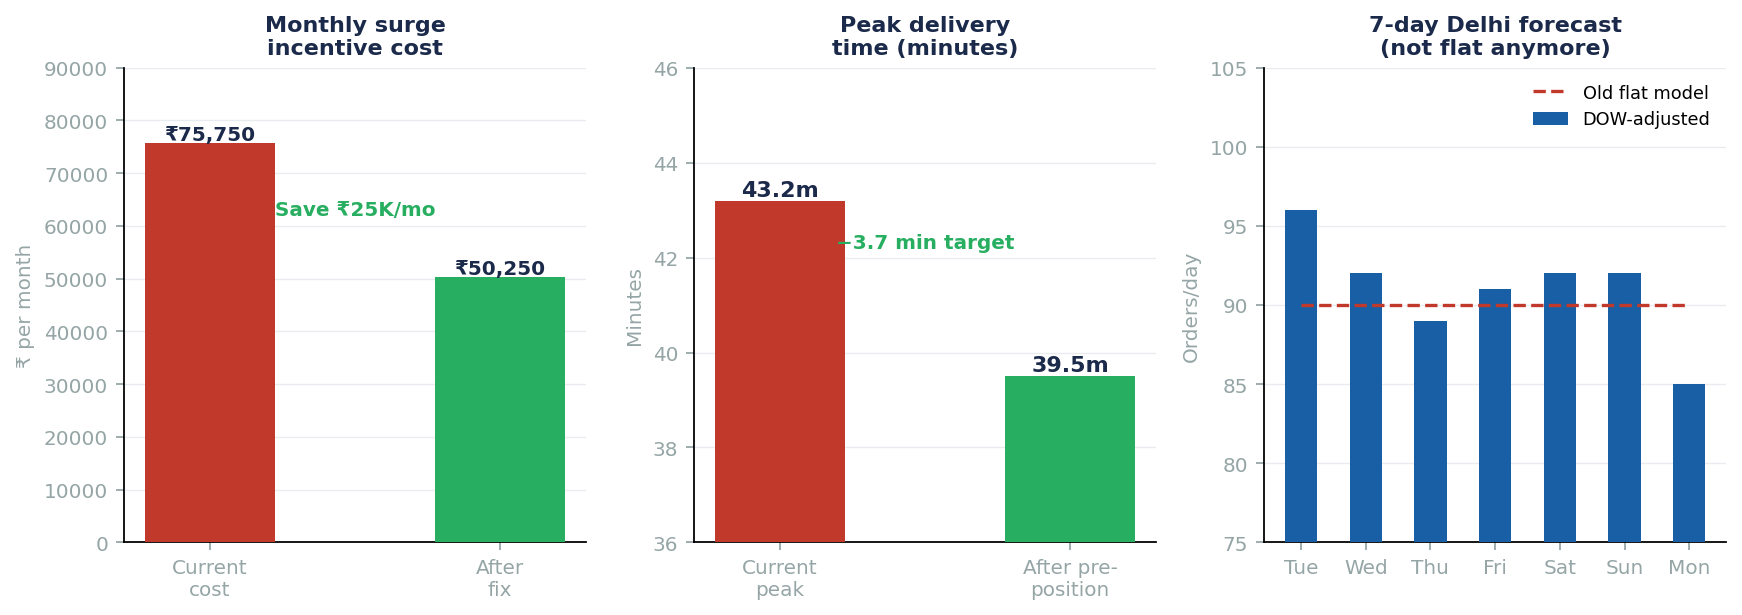 Monthly surge
incentive cost
₹ per month
90000
80000
70000
60000
50000
40000
30000
20000
10000
0
₹75,750
Save ₹25K/mo
₹50,250
Current
cost
After
fix
Peak delivery
time (minutes)
Minutes
46
44
42
40
38
36
43.2m
−3.7 min target
39.5m
Current
peak
After pre-
position
7-day Delhi forecast
(not flat anymore)
Orders/day
105
100
95
90
85
80
75
Old flat model
DOW-adjusted
Tue Wed Thu Fri Sat Sun Mon